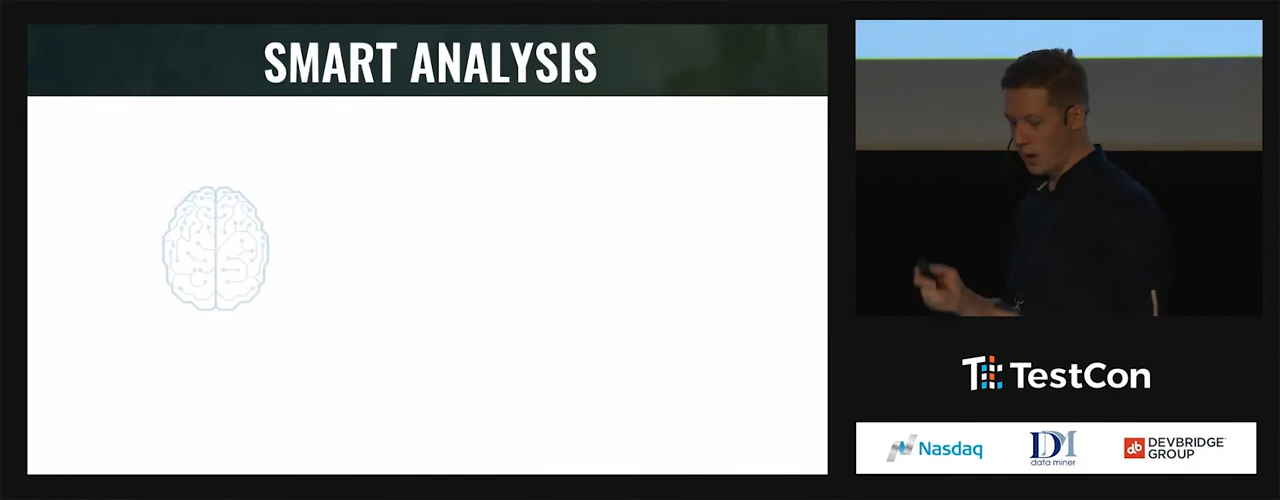 SMART ANALYSIS
TestCon
Nasdaq
DM
data miner
db
DEVBRIDGE
GROUP